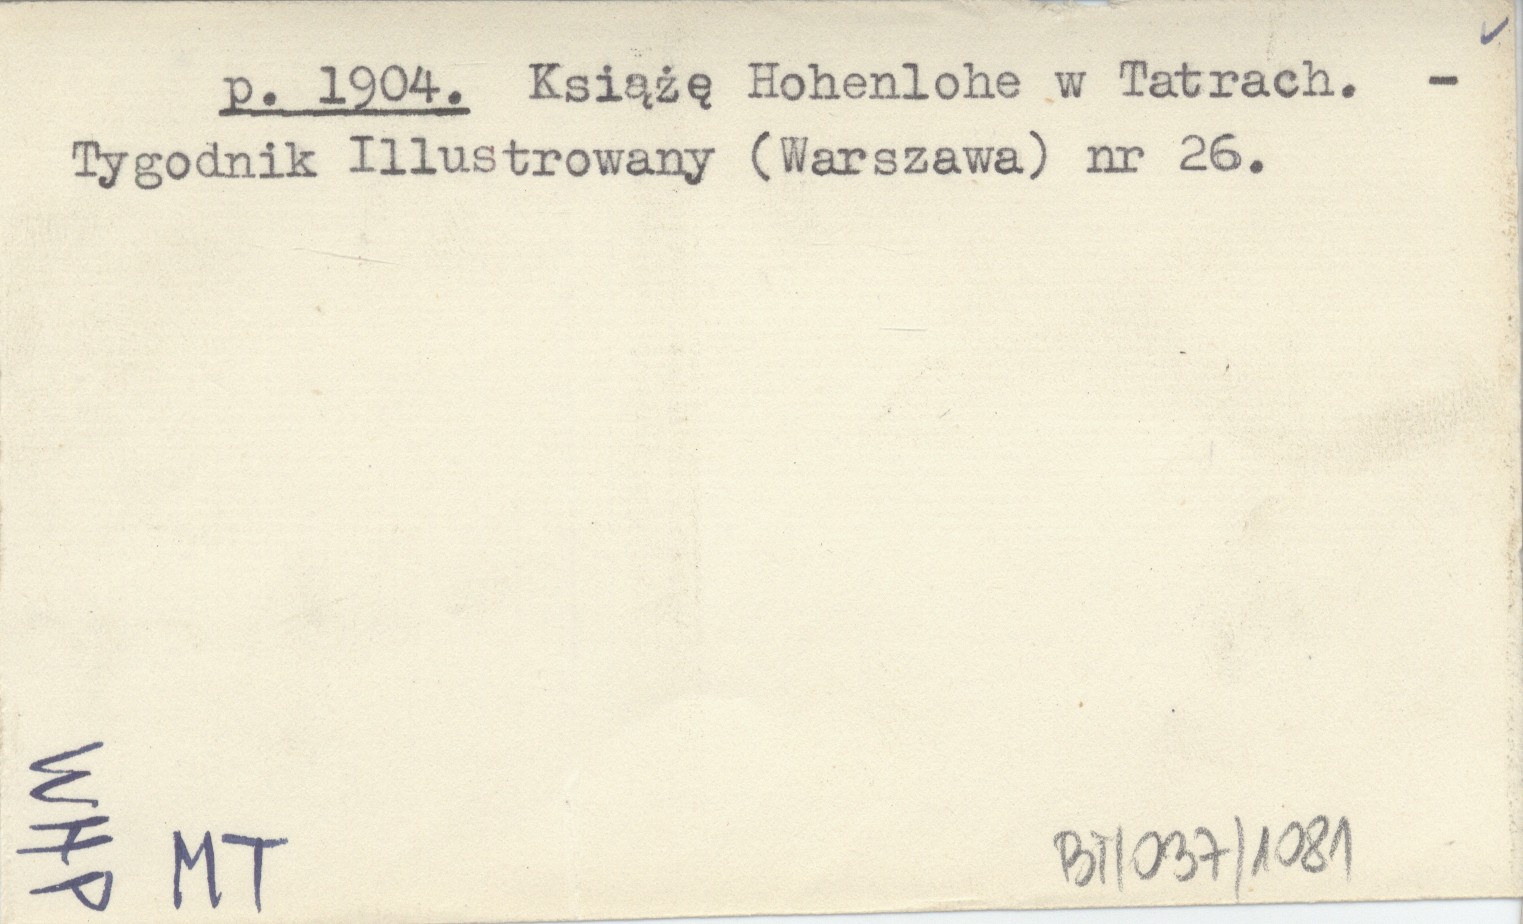 p. 1904. Książę Hohenlohe w Tatrach. -
Tygodnik Illustrowany (Warszawa) nr 26.
WHP
MT
BT/037/1081